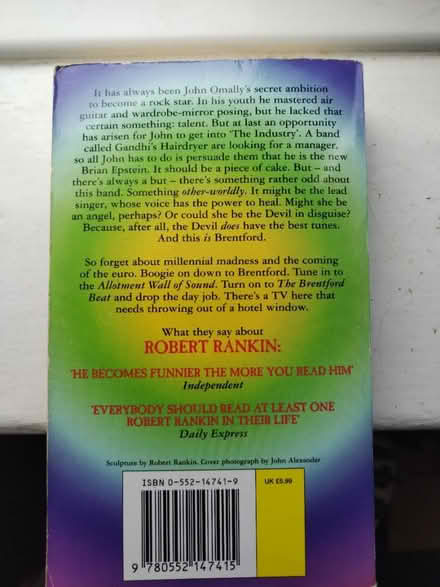 It has always been John Omally's secret ambition
to become a rock star. In his youth he mastered air
guitar and wardrobe-mirror posing, but he lacked that
certain something: talent. But at last an opportunity
has arisen for John to get into 'The Industry'. A band
called Gandhi's Hairdryer are looking for a manager,
so all John has to do is persuade them that he is the new
Brian Epstein. It should be a piece of cake. But – and
there's always a but – there's something rather odd about
this band. Something other-worldly. It might be the lead
singer, whose voice has the power to heal. Might she be
an angel, perhaps? Or could she be the Devil in disguise?
Because, after all, the Devil does have the best tunes.
And this is Brentford.
So forget about millennial madness and the coming
of the euro. Boogie on down to Brentford. Tune in to
the Allotment Wall of Sound. Turn on to The Brentford
Beat and drop the day job. There's a TV here that
needs throwing out of a hotel window.
What they say about
ROBERT RANKIN:
'HE BECOMES FUNNIER THE MORE YOU READ HIM'
Independent
'EVERYBODY SHOULD READ AT LEAST ONE
ROBERT RANKIN IN THEIR LIFE'
Daily Express
Sculpture by Robert Rankin. Cover photograph by John Alexander
ISBN 0-552-14741-9
UK £5.99
9 780552 147415